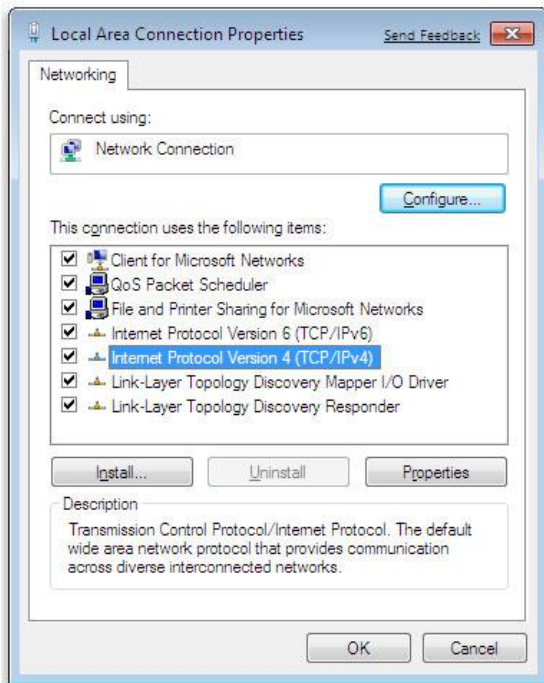 Local Area Connection Properties
Send Feedback
Networking
Connect using:
Network Connection
Configure...
This connection uses the following items:
Client for Microsoft Networks
QoS Packet Scheduler
File and Printer Sharing for Microsoft Networks
Internet Protocol Version 6 (TCP/IPv6)
Internet Protocol Version 4 (TCP/IPv4)
Link-Layer Topology Discovery Mapper I/O Driver
Link-Layer Topology Discovery Responder
Install...
Uninstall
Properties
Description
Transmission Control Protocol/Internet Protocol. The default
wide area network protocol that provides communication
across diverse interconnected networks.
OK
Cancel